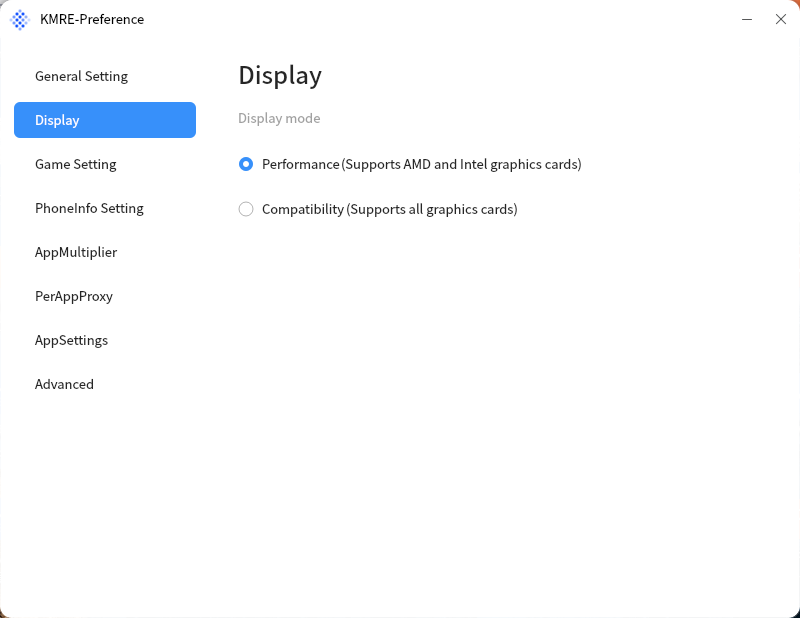 KMRE-Preference
General Setting
Display
Game Setting
PhoneInfo Setting
AppMultiplier
PerAppProxy
AppSettings
Advanced
Display
Display mode
Performance(Supports AMD and Intel graphics cards)
Compatibility(Supports all graphics cards)